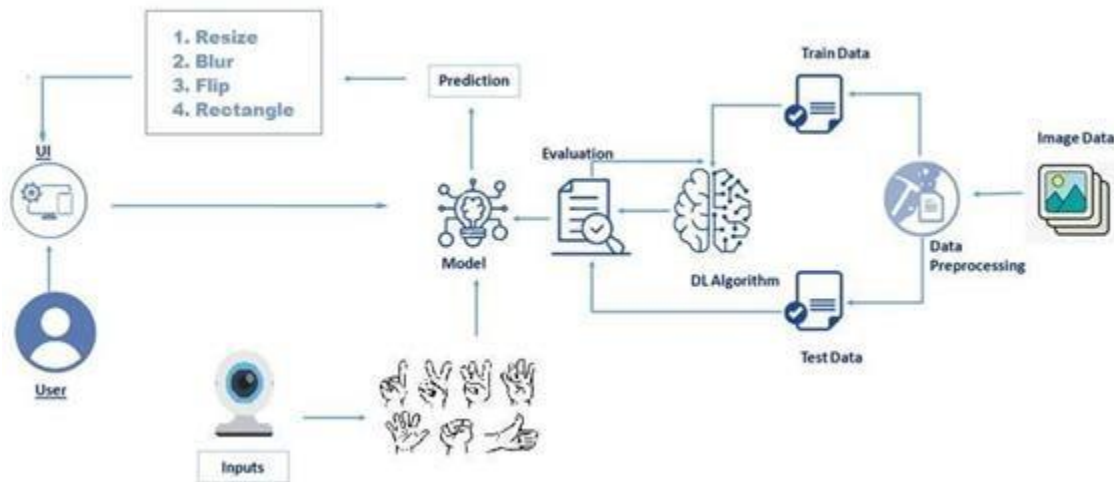 1. Resize
2. Blur
3. Flip
4. Rectangle
Prediction
Train Data
Image Data
UI
Evaluation
Model
DL Algorithm
Data
Preprocessing
Test Data
User
Inputs